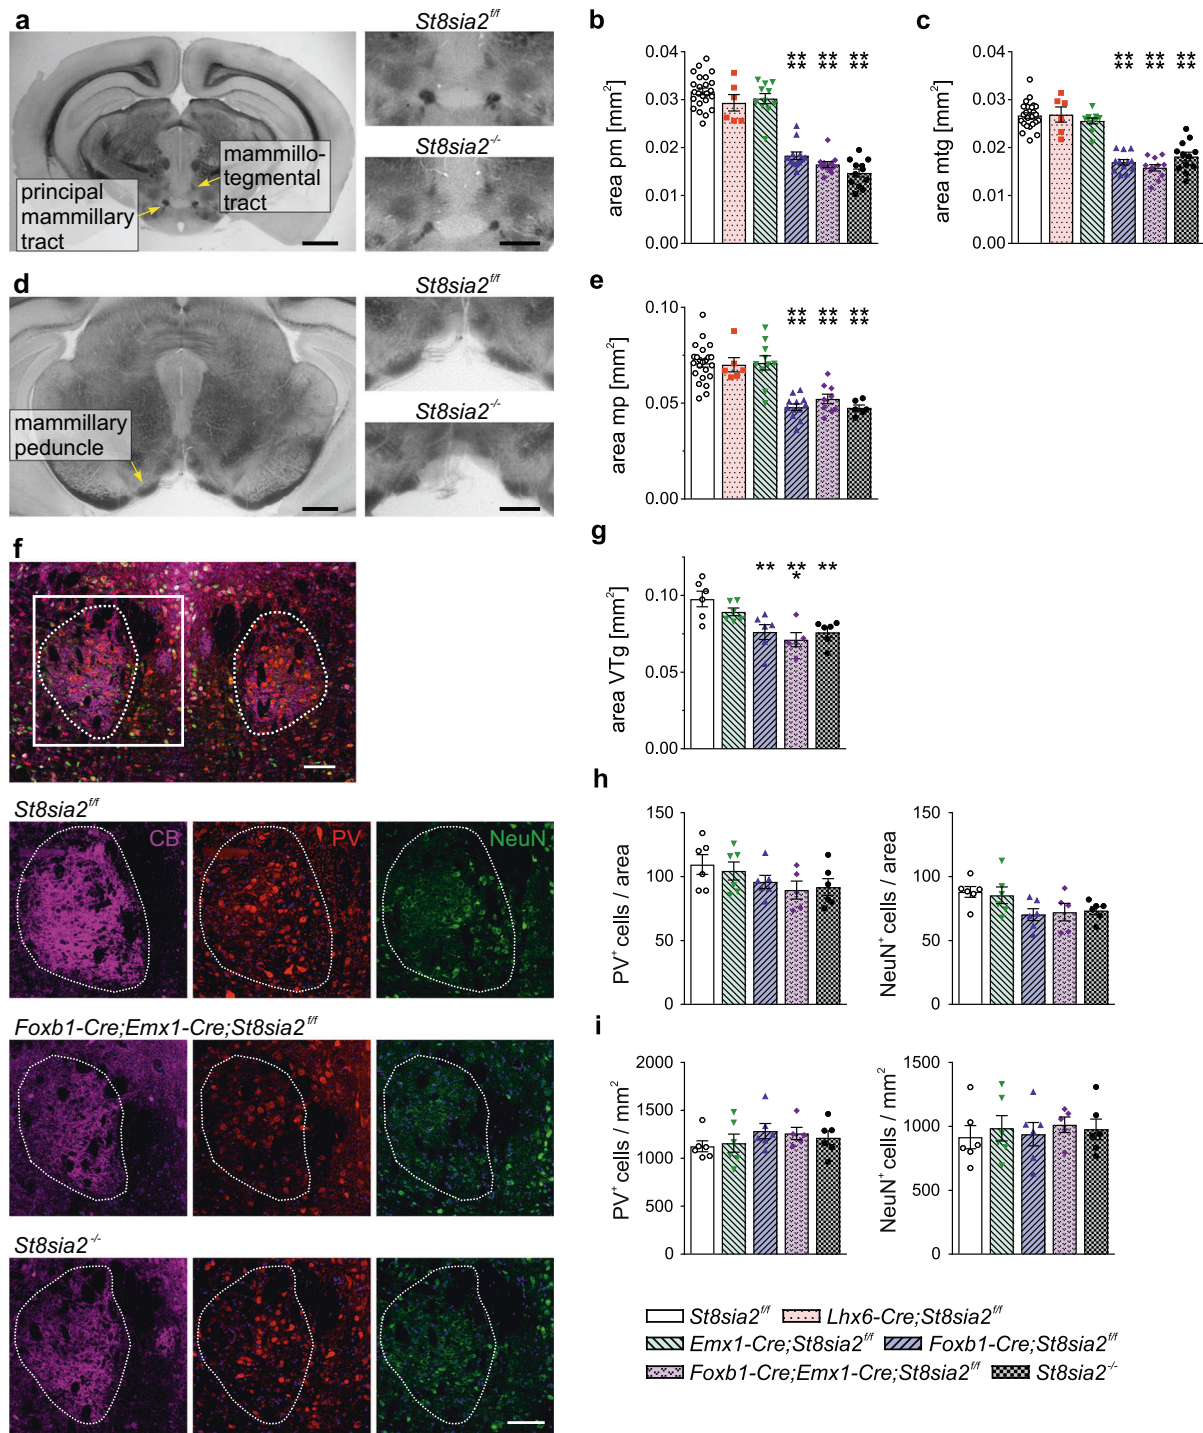 a
St8sia2f/f
principal
mammillary
tract
mammillo-
tegmental
tract
St8sia2-/-
b
area pm [mm2]
0.04
0.03
0.02
0.01
0.00
**
**
**
**
**
**
c
area mtg [mm2]
0.04
0.03
0.02
0.01
0.00
**
**
**
**
**
**
d
St8sia2f/f
mammillary
peduncle
St8sia2-/-
e
area mp [mm2]
0.10
0.05
0.00
**
**
**
**
**
**
f
St8sia2f/f
CB
PV
NeuN
Foxb1-Cre;Emx1-Cre;St8sia2f/f
St8sia2-/-
g
area VTg [mm2]
0.10
0.05
0.00
**
**
*
**
h
PV+ cells / area
150
100
50
0
NeuN+ cells / area
150
100
50
0
i
PV+ cells / mm2
2000
1500
1000
500
0
NeuN+ cells / mm2
1500
1000
500
0
St8sia2f/f
Lhx6-Cre;St8sia2f/f
Emx1-Cre;St8sia2f/f
Foxb1-Cre;St8sia2f/f
Foxb1-Cre;Emx1-Cre;St8sia2f/f
St8sia2-/-